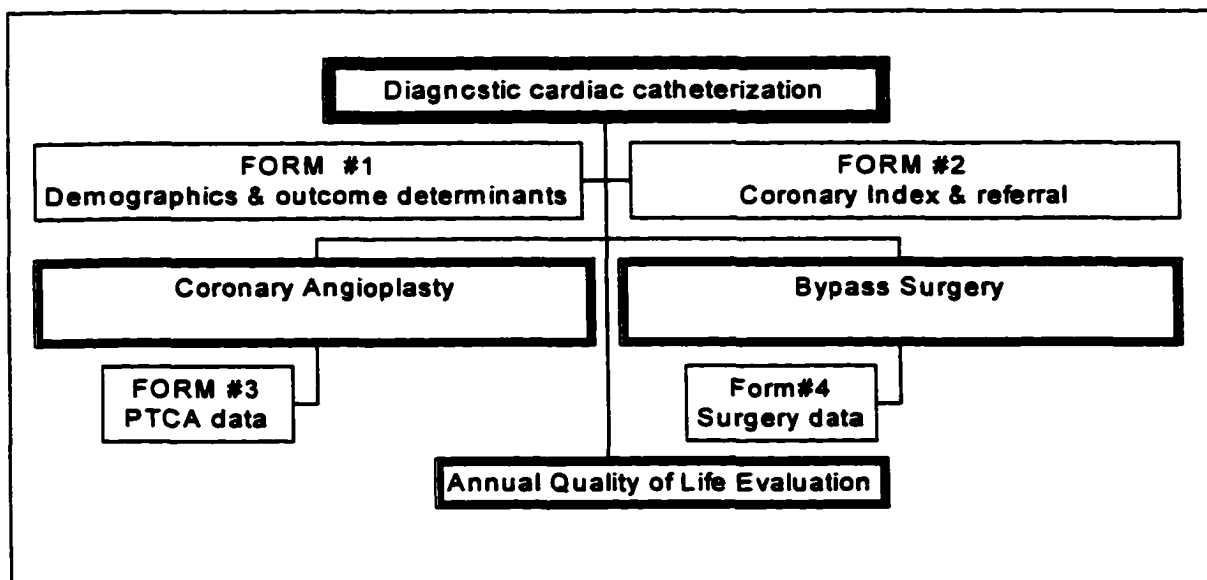 Diagnostic cardiac catheterization
FORM #1
Demographics & outcome determinants
FORM #2
Coronary Index & referral
Coronary Angioplasty
Bypass Surgery
FORM #3
PTCA data
Form#4
Surgery data
Annual Quality of Life Evaluation